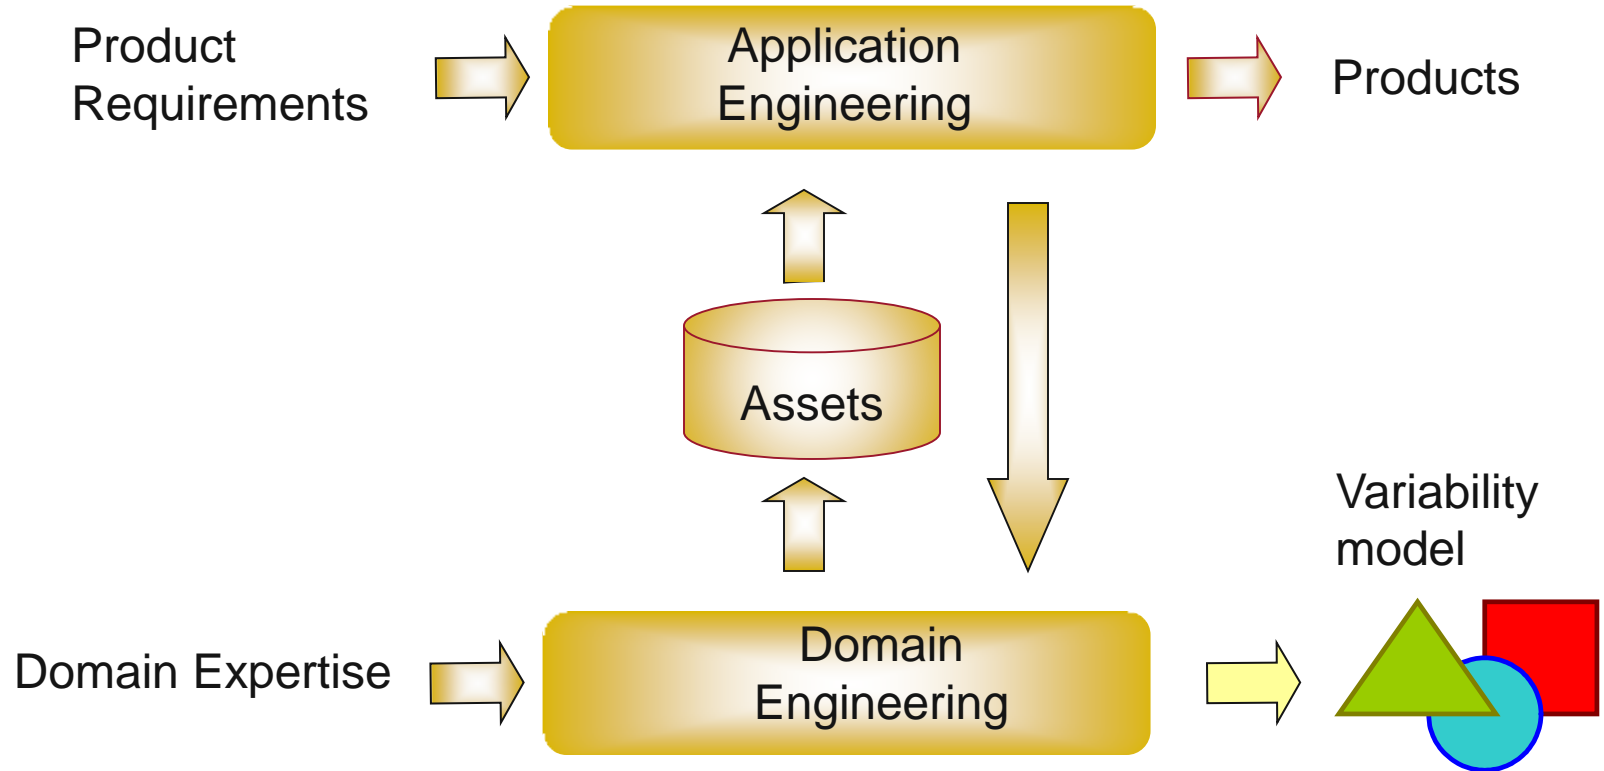 Product
Requirements
Application
Engineering
Products
Assets
Variability
model
Domain Expertise
Domain
Engineering